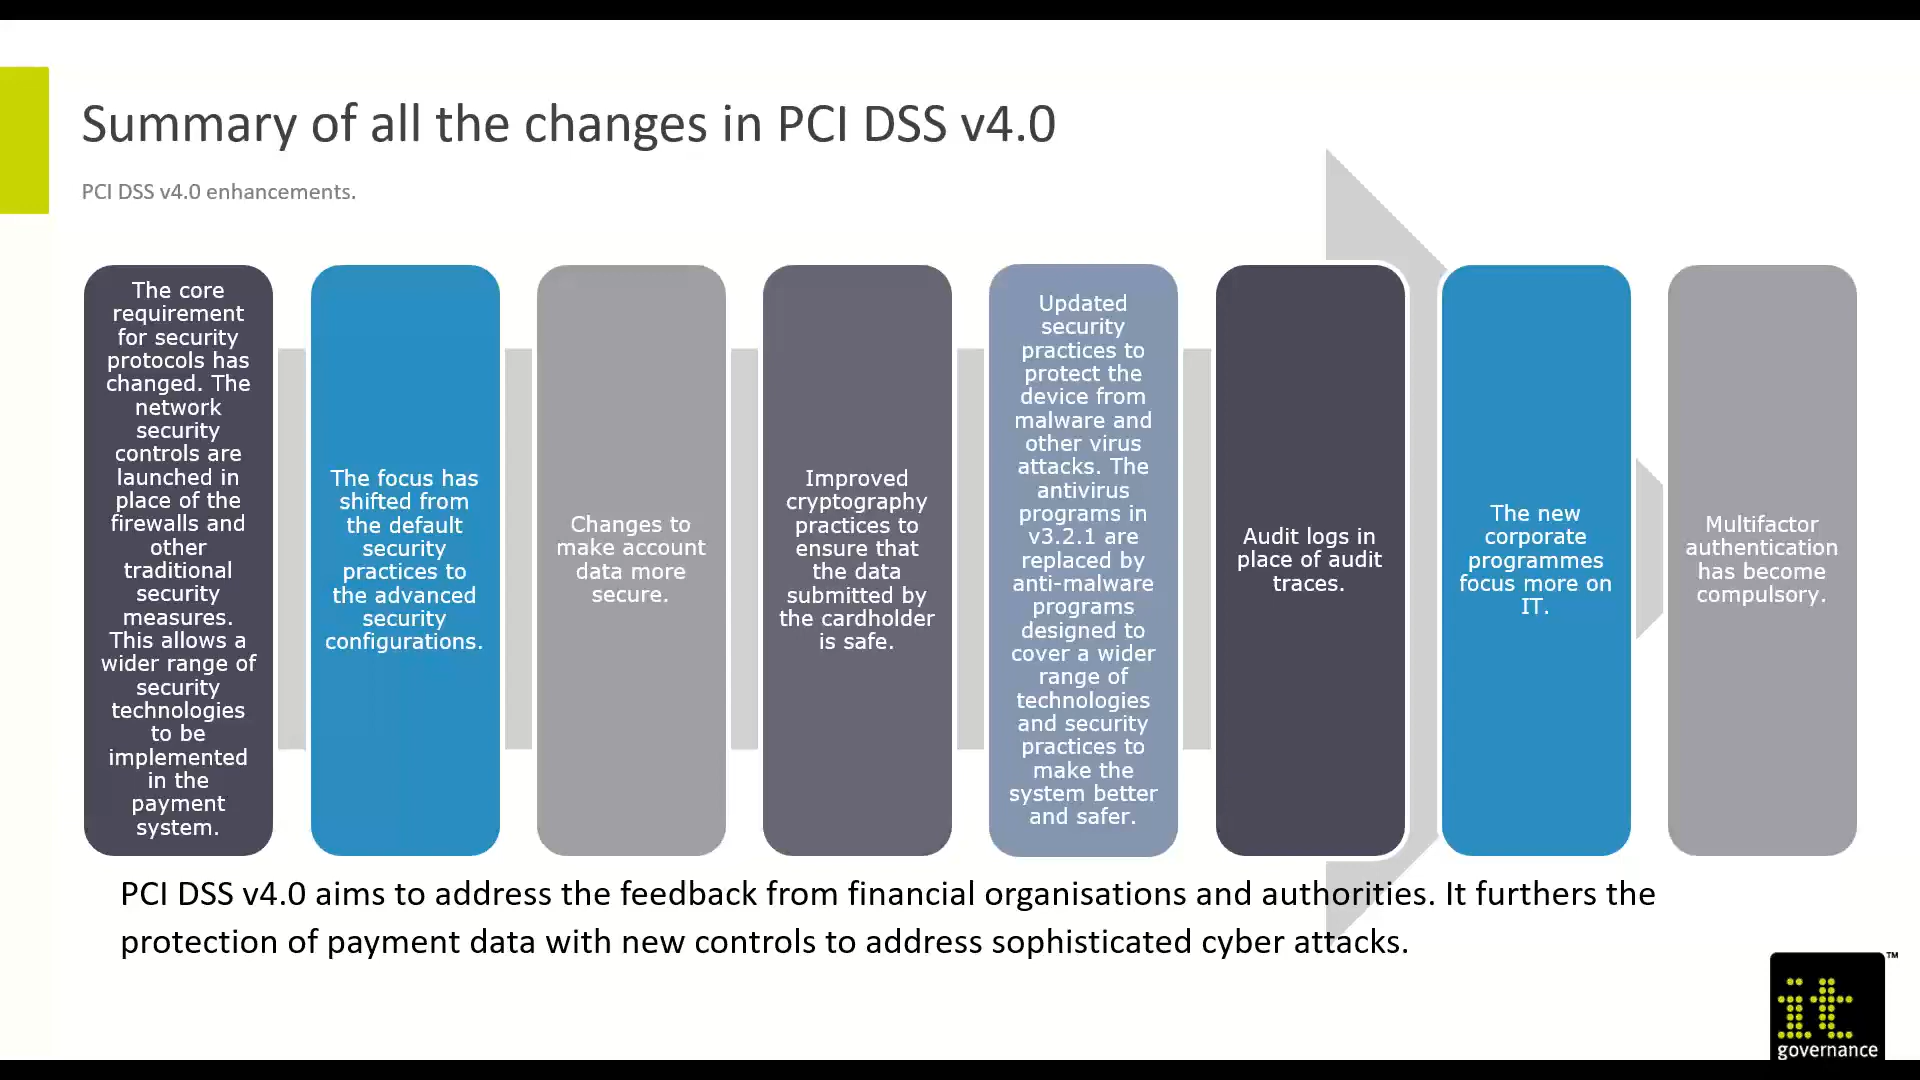 Summary of all the changes in PCI DSS v4.0
PCI DSS v4.0 enhancements.
The core
requirement
for security
protocols has
changed. The
network
security
controls are
launched in
place of the
firewalls and
other
traditional
security
measures.
This allows a
wider range of
security
technologies
to be
implemented
in the
payment
system.
The focus has
shifted from
the default
security
practices to
the advanced
security
configurations.
Changes to
make account
data more
secure.
Improved
cryptography
practices to
ensure that
the data
submitted by
the cardholder
is safe.
Updated
security
practices to
protect the
device from
malware and
other virus
attacks. The
antivirus
programs in
v3.2.1 are
replaced by
anti-malware
programs
designed to
cover a wider
range of
technologies
and security
practices to
make the
system better
and safer.
Audit logs in
place of audit
traces.
The new
corporate
programmes
focus more on
IT.
Multifactor
authentication
has become
compulsory.
PCI DSS v4.0 aims to address the feedback from financial organisations and authorities. It furthers the
protection of payment data with new controls to address sophisticated cyber attacks.
it
governance
TM